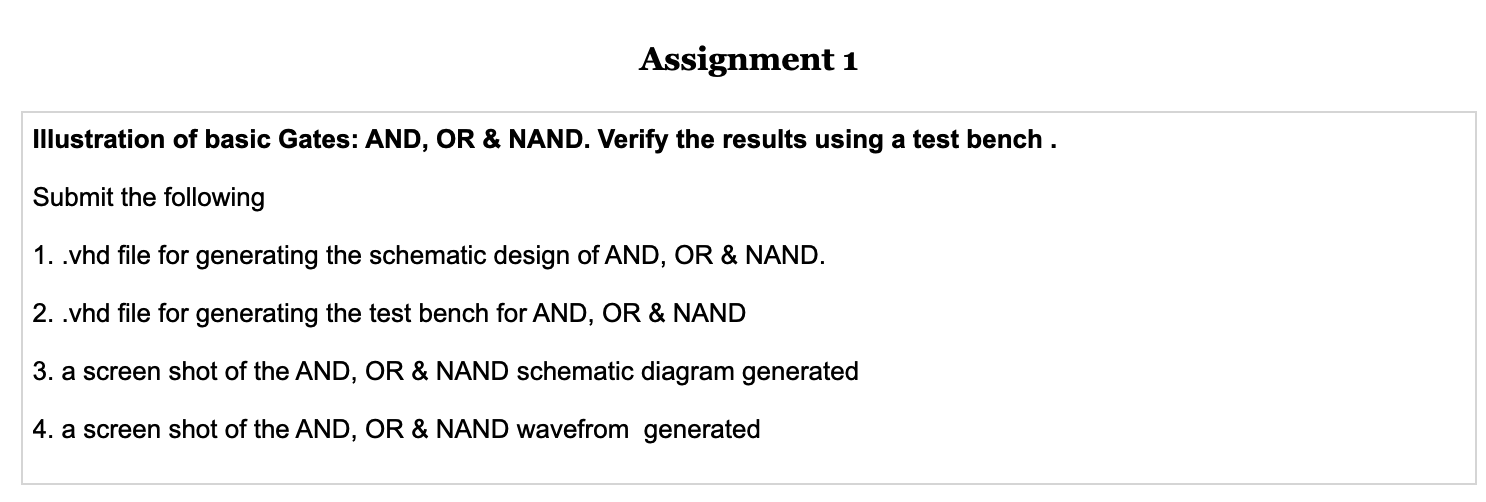 Assignment 1
Illustration of basic Gates: AND, OR & NAND. Verify the results using a test bench .
Submit the following
1. .vhd file for generating the schematic design of AND, OR & NAND.
2. .vhd file for generating the test bench for AND, OR & NAND
3. a screen shot of the AND, OR & NAND schematic diagram generated
4. a screen shot of the AND, OR & NAND wavefrom  generated